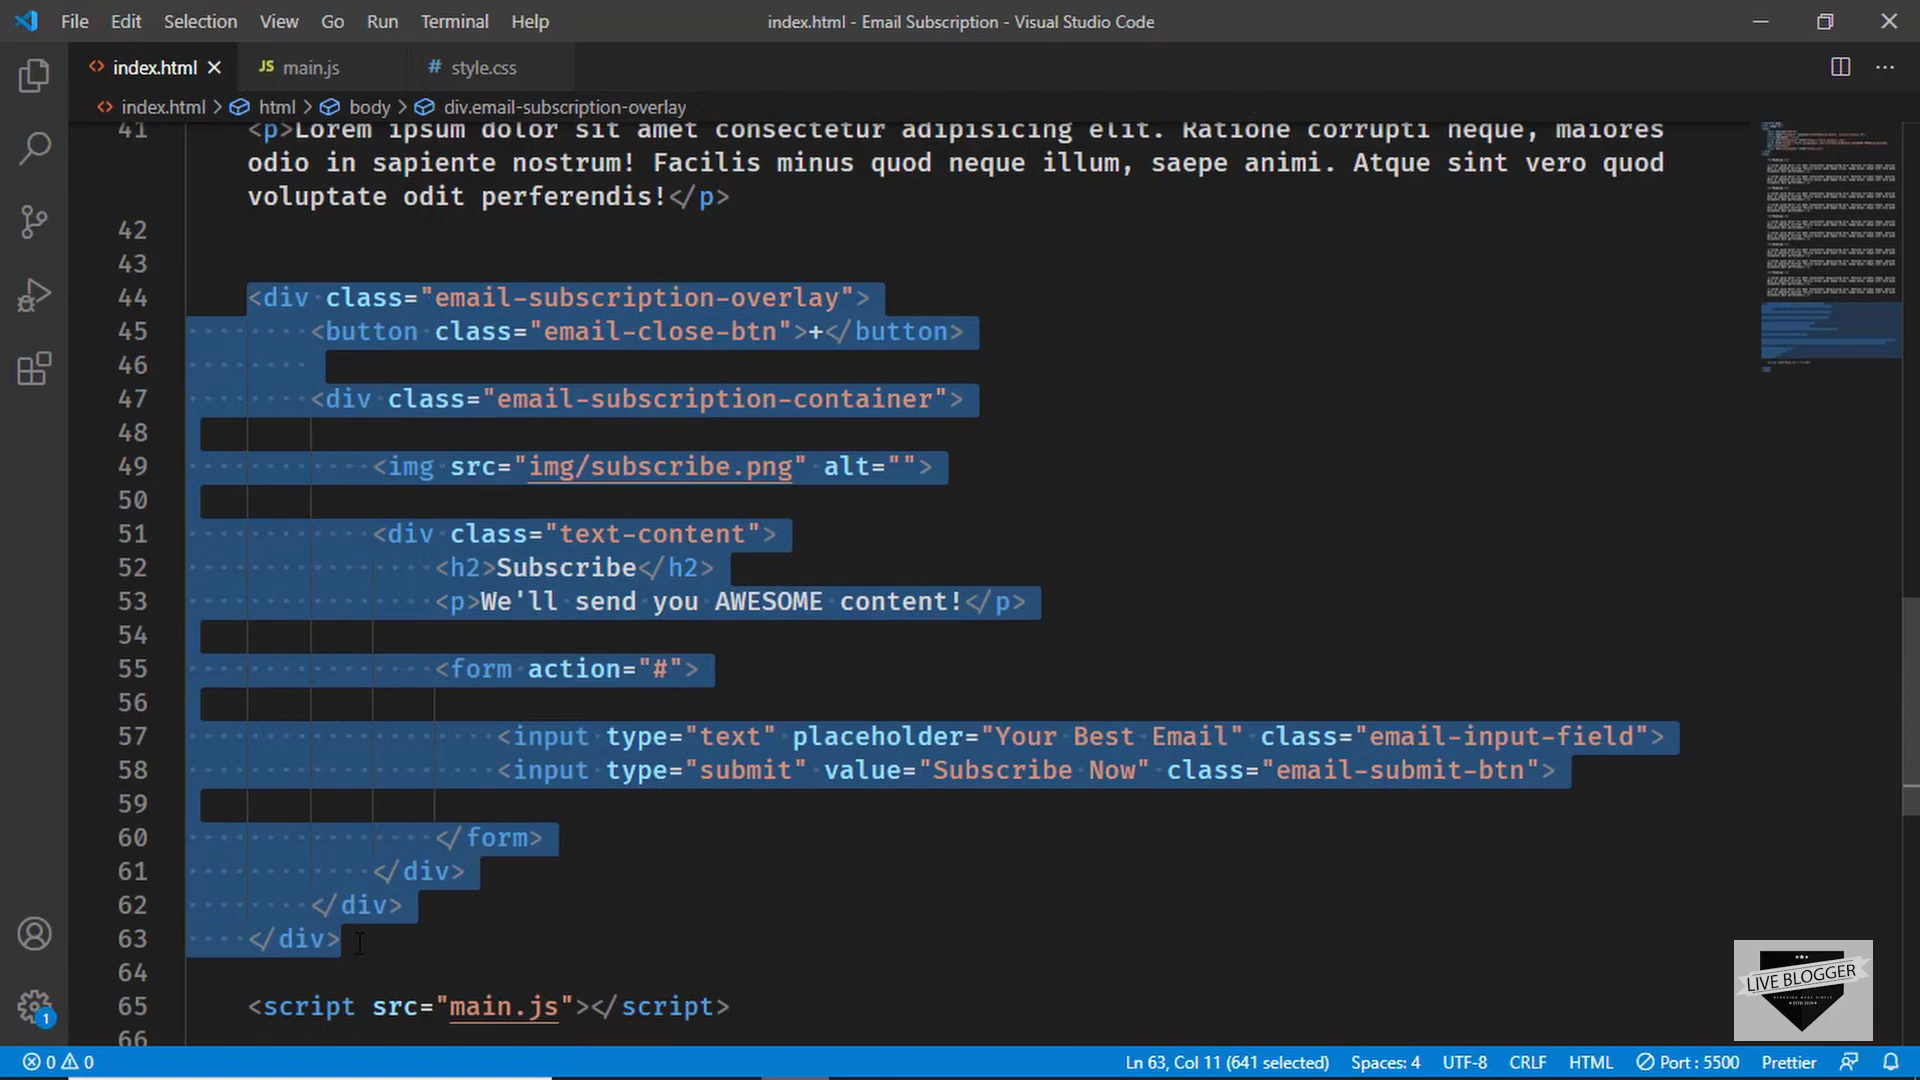 File Edit Selection View Go Run Terminal Help index.html - Email Subscription - Visual Studio Code
index.html JS main.js # style.css
index.html > html > body > div.email-subscription-overlay
41 <p>Lorem ipsum dolor sit amet consectetur adipisicing elit. Ratione corrupti neque, maiores
odio in sapiente nostrum! Facilis minus quod neque illum, saepe animi. Atque sint vero quod
voluptate odit perferendis!</p>
42
43
44 <div class="email-subscription-overlay">
45 <button class="email-close-btn">+</button>
46
47 <div class="email-subscription-container">
48
49 <img src="img/subscribe.png" alt="">
50
51 <div class="text-content">
52 <h2>Subscribe</h2>
53 <p>We'll send you AWESOME content!</p>
54
55 <form action="#">
56
57 <input type="text" placeholder="Your Best Email" class="email-input-field">
58 <input type="submit" value="Subscribe Now" class="email-submit-btn">
59
60 </form>
61 </div>
62 </div>
63 </div>
64
65 <script src="main.js"></script>
66
1
LIVE BLOGGER
0 0 Ln 63, Col 11 (641 selected) Spaces: 4 UTF-8 CRLF HTML Port : 5500 Prettier